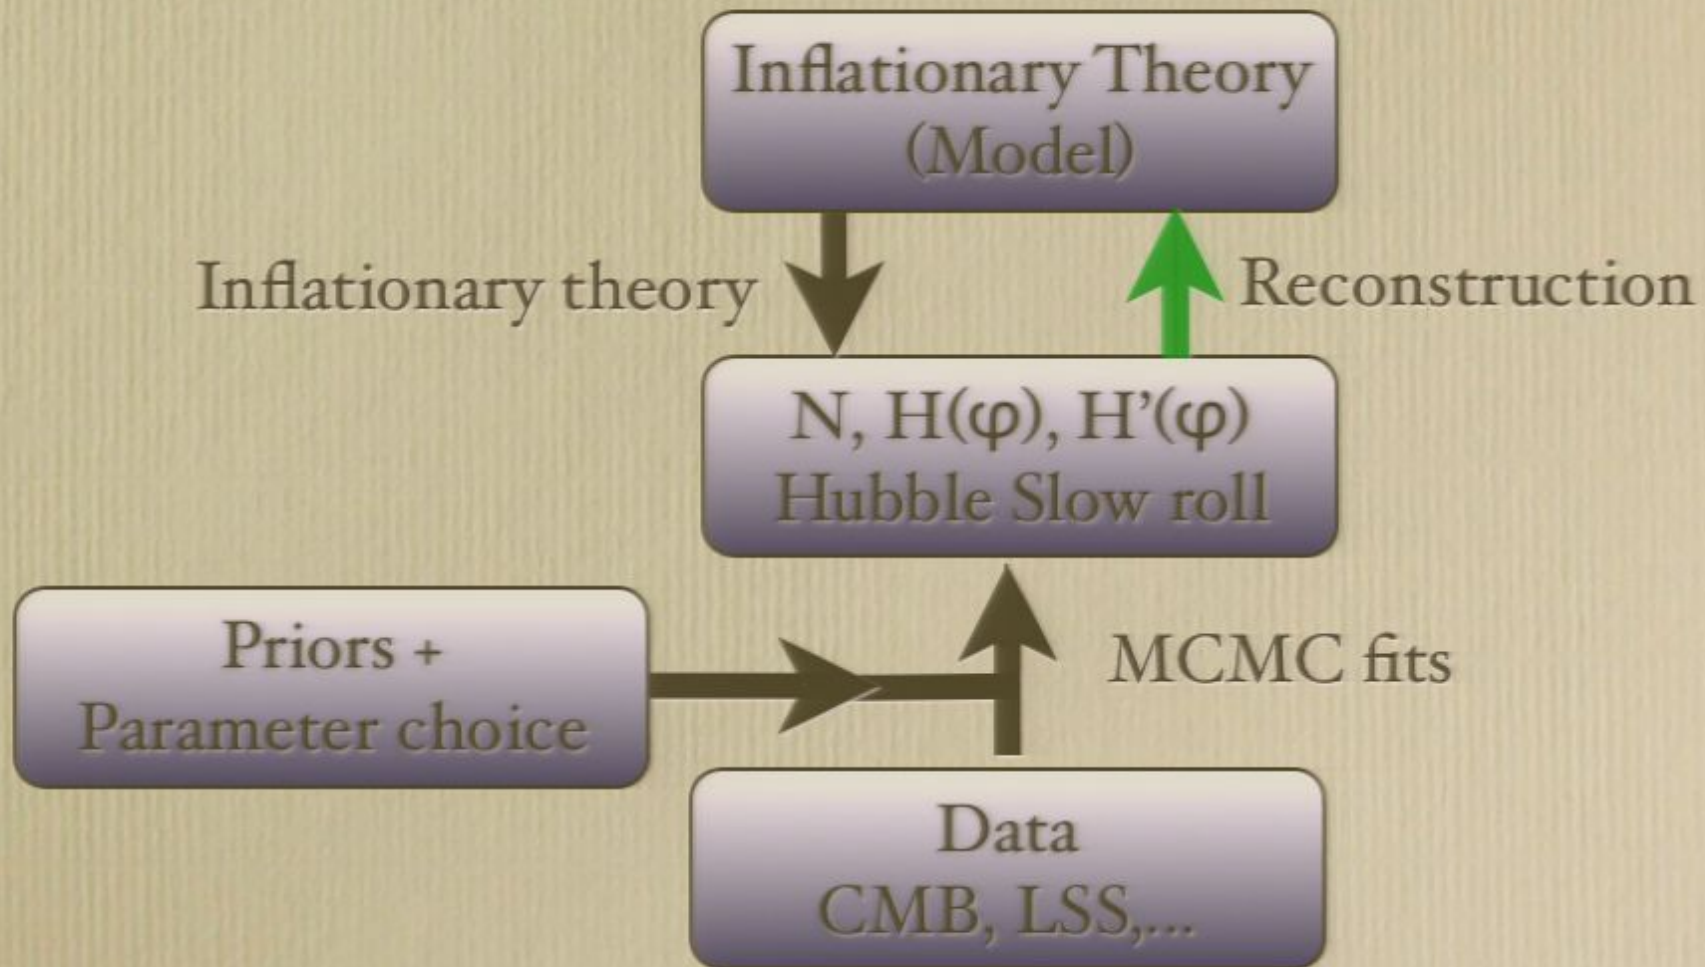 Inflationary Theory
(Model)
Inflationary theory
Reconstruction
N, H(φ), H’(φ)
Hubble Slow roll
Priors +
Parameter choice
MCMC fits
Data
CMB, LSS,...